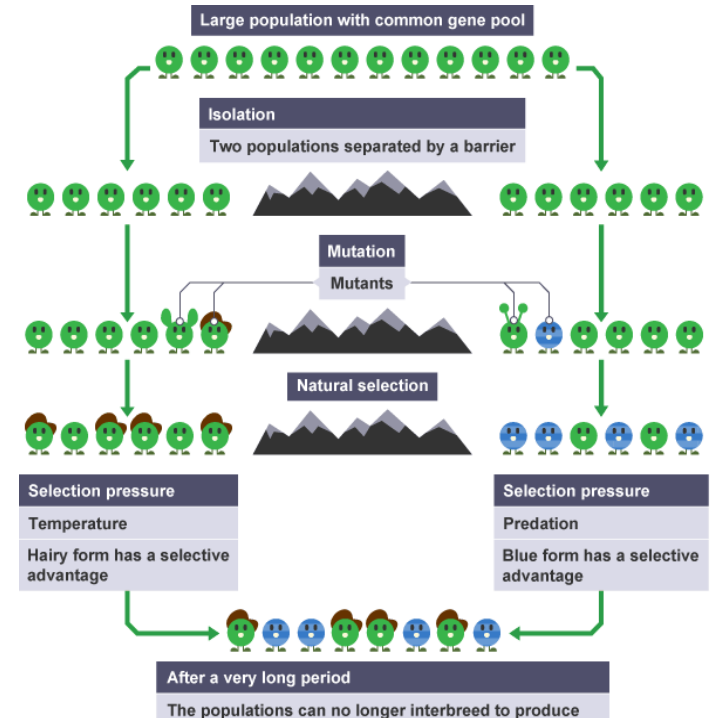 Large population with common gene pool
Isolation
Two populations separated by a barrier
Mutation
Mutants
Natural selection
Selection pressure
Temperature
Hairy form has a selective
advantage
Selection pressure
Predation
Blue form has a selective
advantage
After a very long period
The populations can no longer interbreed to produce